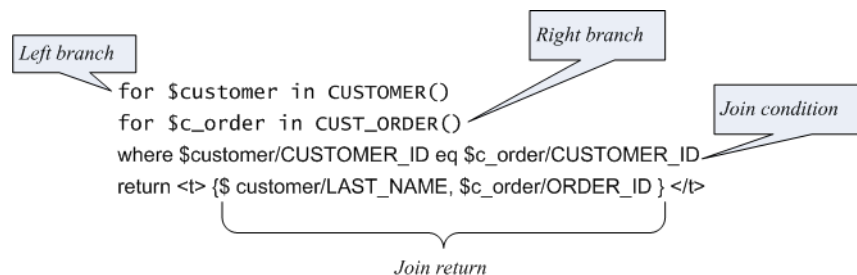 Right branch
Left branch
for $customer in CUSTOMER()
Join condition
for $c_order in CUST_ORDER()
where $customer/CUSTOMER_ID eq $c_order/CUSTOMER_ID
return <t> {$ customer/LAST_NAME, $c_order/ORDER_ID } </t>
Join return